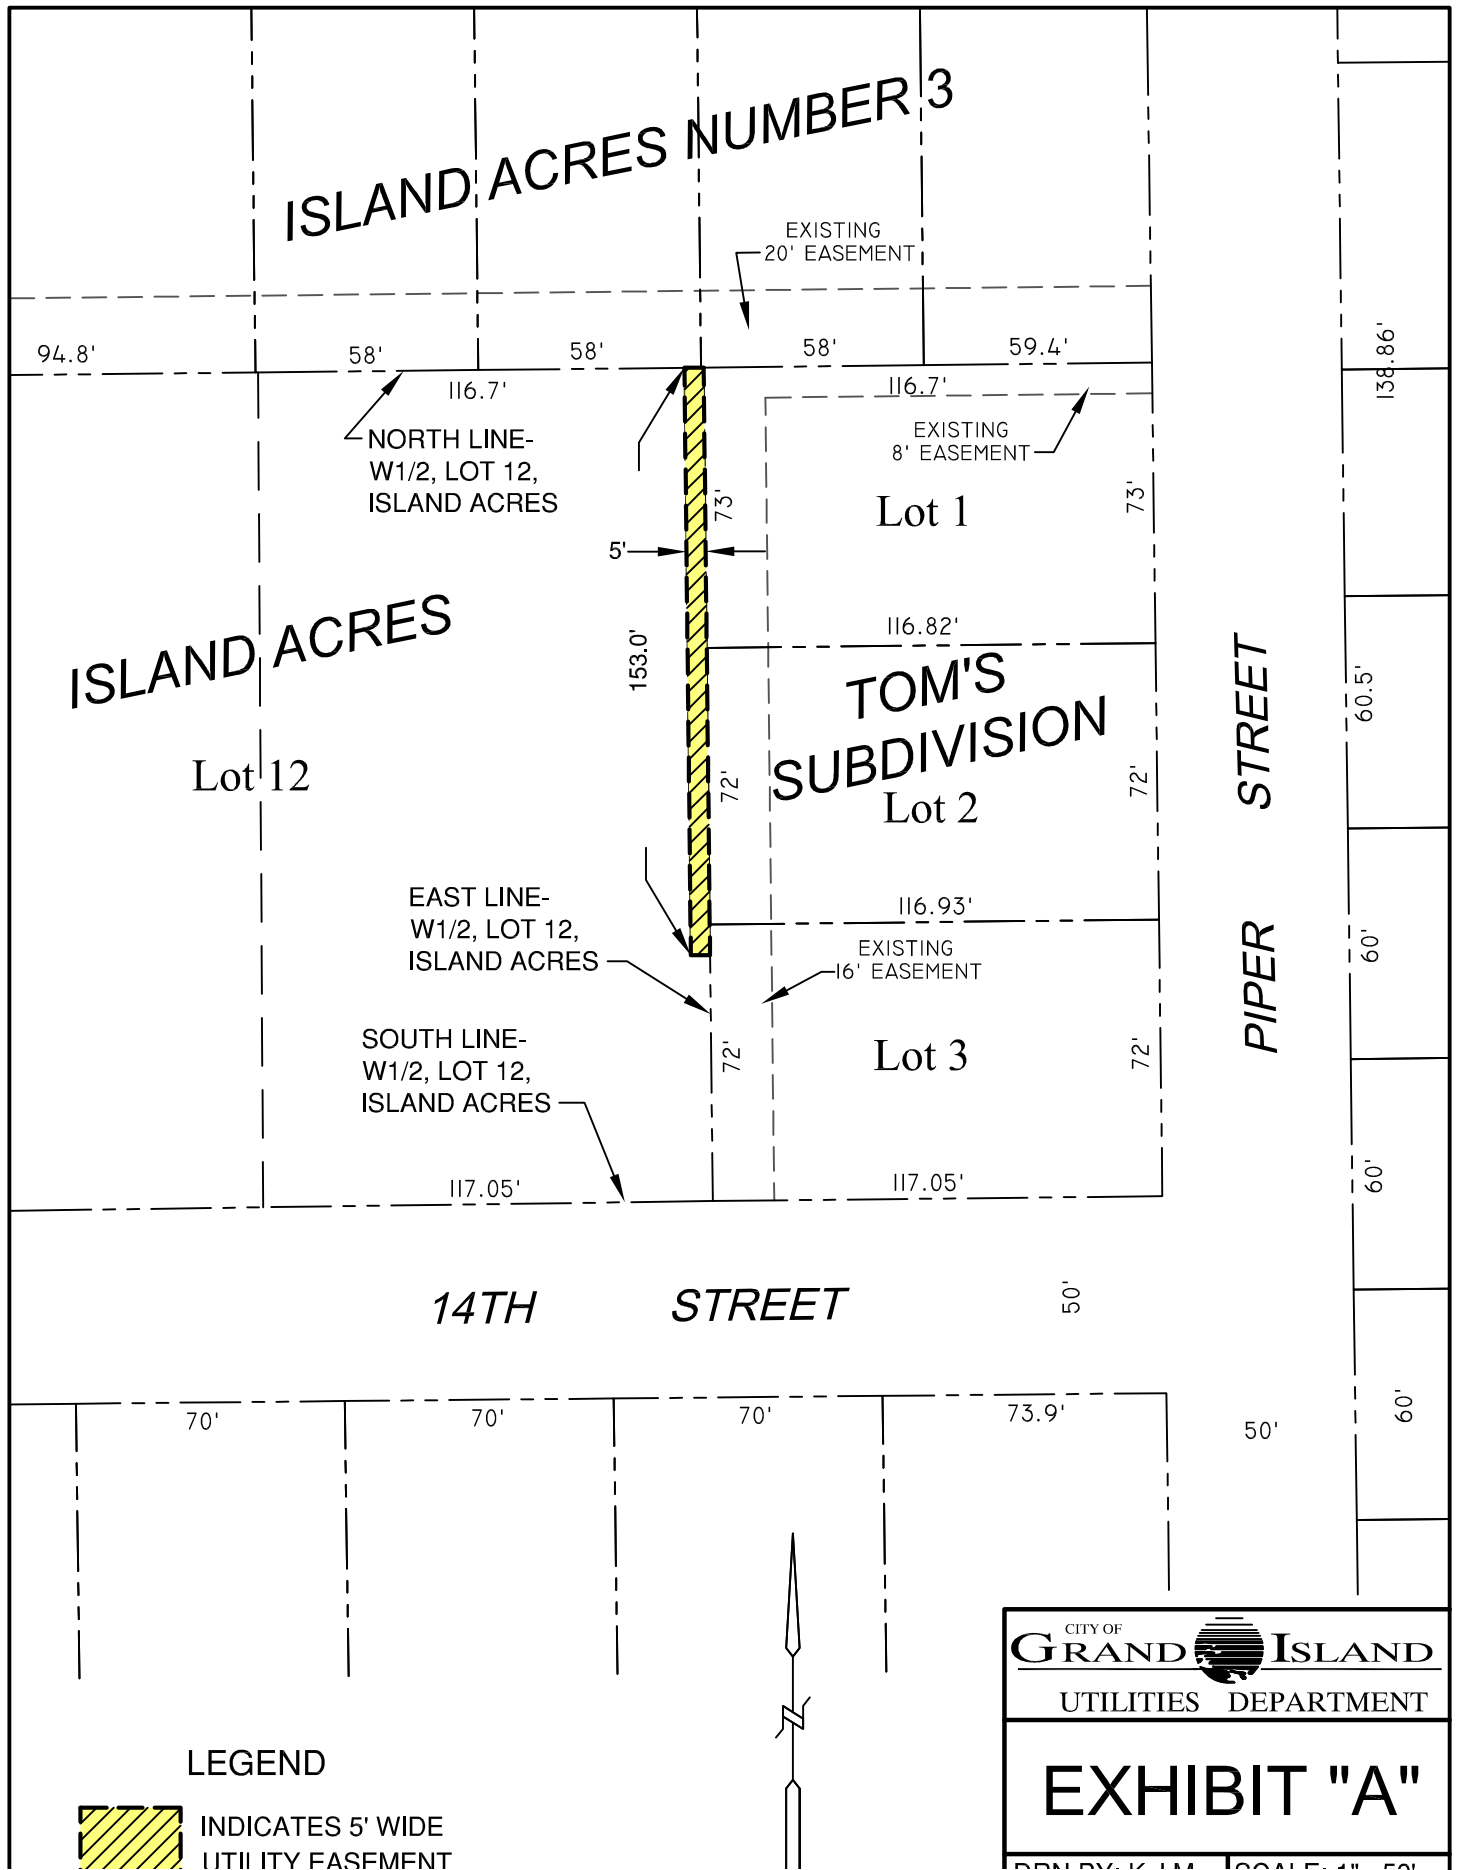 ISLAND ACRES NUMBER 3
EXISTING
20' EASEMENT
94.8'
58'
58'
58'
59.4'
138.86'
116.7'
116.7'
NORTH LINE-
W1/2, LOT 12,
ISLAND ACRES
EXISTING
8' EASEMENT
73'
Lot 1
73'
5'
ISLAND ACRES
153.0'
116.82'
TOM'S
SUBDIVISION
STREET
60.5'
Lot 12
72'
Lot 2
72'
EAST LINE-
W1/2, LOT 12,
ISLAND ACRES
116.93'
EXISTING
16' EASEMENT
PIPER
60'
SOUTH LINE-
W1/2, LOT 12,
ISLAND ACRES
72'
Lot 3
72'
117.05'
117.05'
60'
14TH STREET
50'
70'
70'
70'
73.9'
50'
60'
CITY OF
GRAND ISLAND
UTILITIES DEPARTMENT
LEGEND
EXHIBIT "A"
INDICATES 5' WIDE
UTILITY EASEMENT
DRN BY: K.J.M.
SCALE: 1"=50'